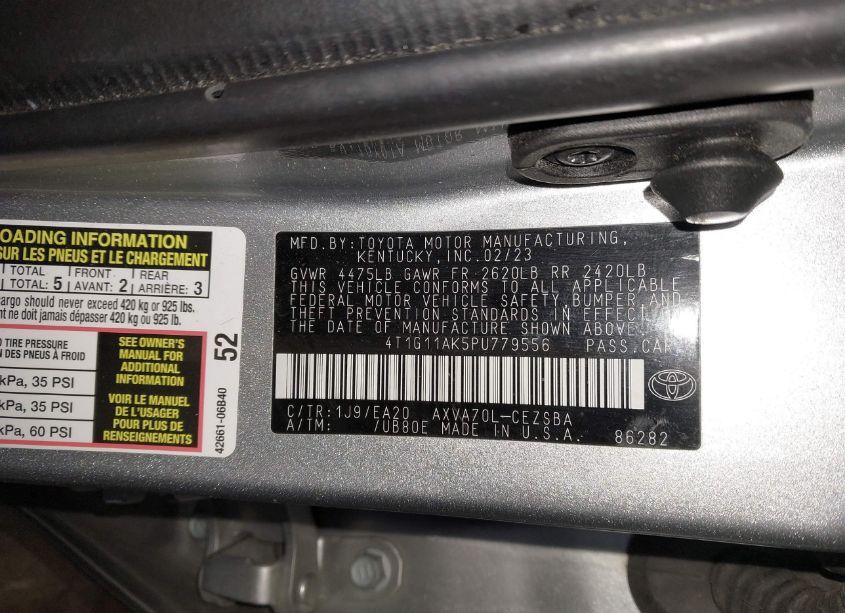 OADING INFORMATION
SUR LES PNEUS ET LE CHARGEMENT
TOTAL FRONT REAR
TOTAL: 5 AVANT: 2 ARRIÈRE: 3
cargo should never exceed 420 kg or 925 lbs.
nt ne doit jamais dépasser 420 kg ou 925 lb.
TIRE PRESSURE
N DES PNEUS À FROID
kPa, 35 PSI
kPa, 35 PSI
kPa, 60 PSI
SEE OWNER'S
MANUAL FOR
ADDITIONAL
INFORMATION
VOIR LE MANUEL
DE L'USAGER
POUR PLUS DE
RENSEIGNEMENTS
52
42661-06B40
MFD. BY: TOYOTA MOTOR MANUFACTURING,
KENTUCKY, INC. 02/23
GVWR 4475LB GAWR FR 2620LB RR 2420LB
THIS VEHICLE CONFORMS TO ALL APPLICABLE
FEDERAL MOTOR VEHICLE SAFETY, BUMPER, AND
THEFT PREVENTION STANDARDS IN EFFECT ON
THE DATE OF MANUFACTURE SHOWN ABOVE.
4T1G11AK5PU779556 PASS. CAR
C/TR: 1J9/EA20 AXVA70L-CEZSBA
A/TM: /UB80E MADE IN U.S.A. 86282